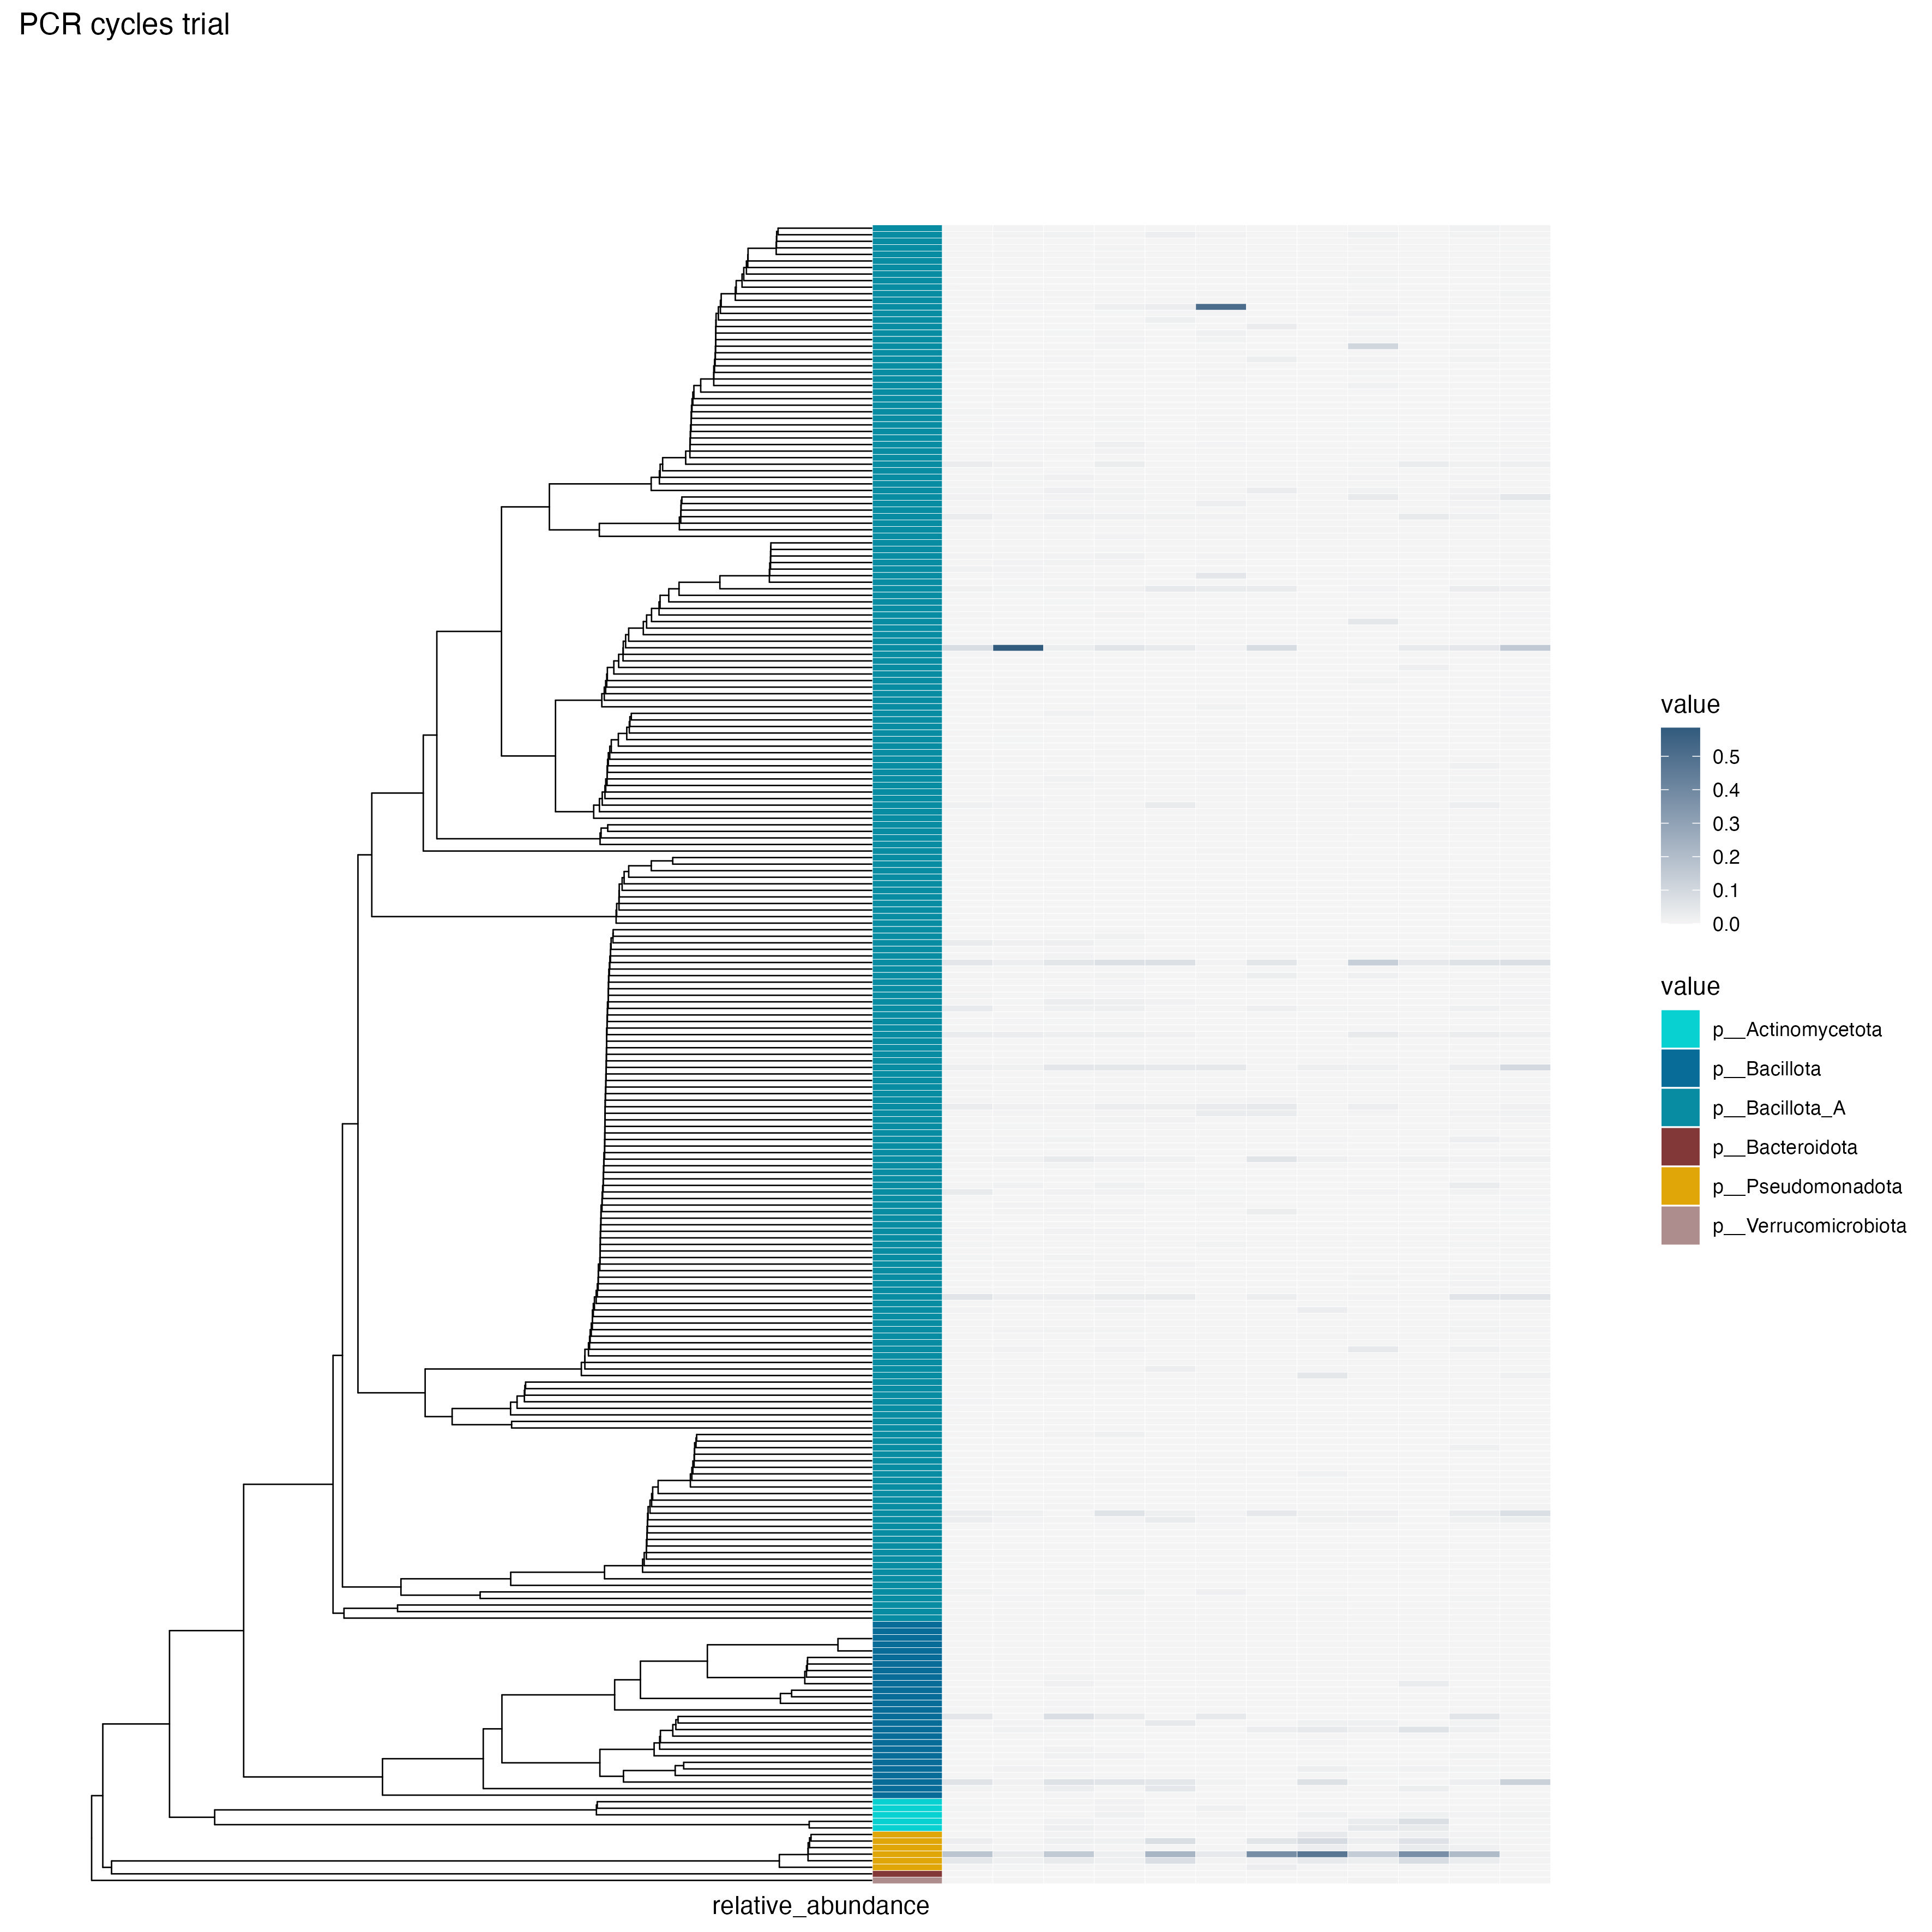 PCR cycles trial
value
0.5
0.4
0.3
0.2
0.1
0.0
value
p__Actinomycetota
p__Bacillota
p__Bacillota_A
p__Bacteroidota
p__Pseudomonadota
p__Verrucomicrobiota
relative_abundance